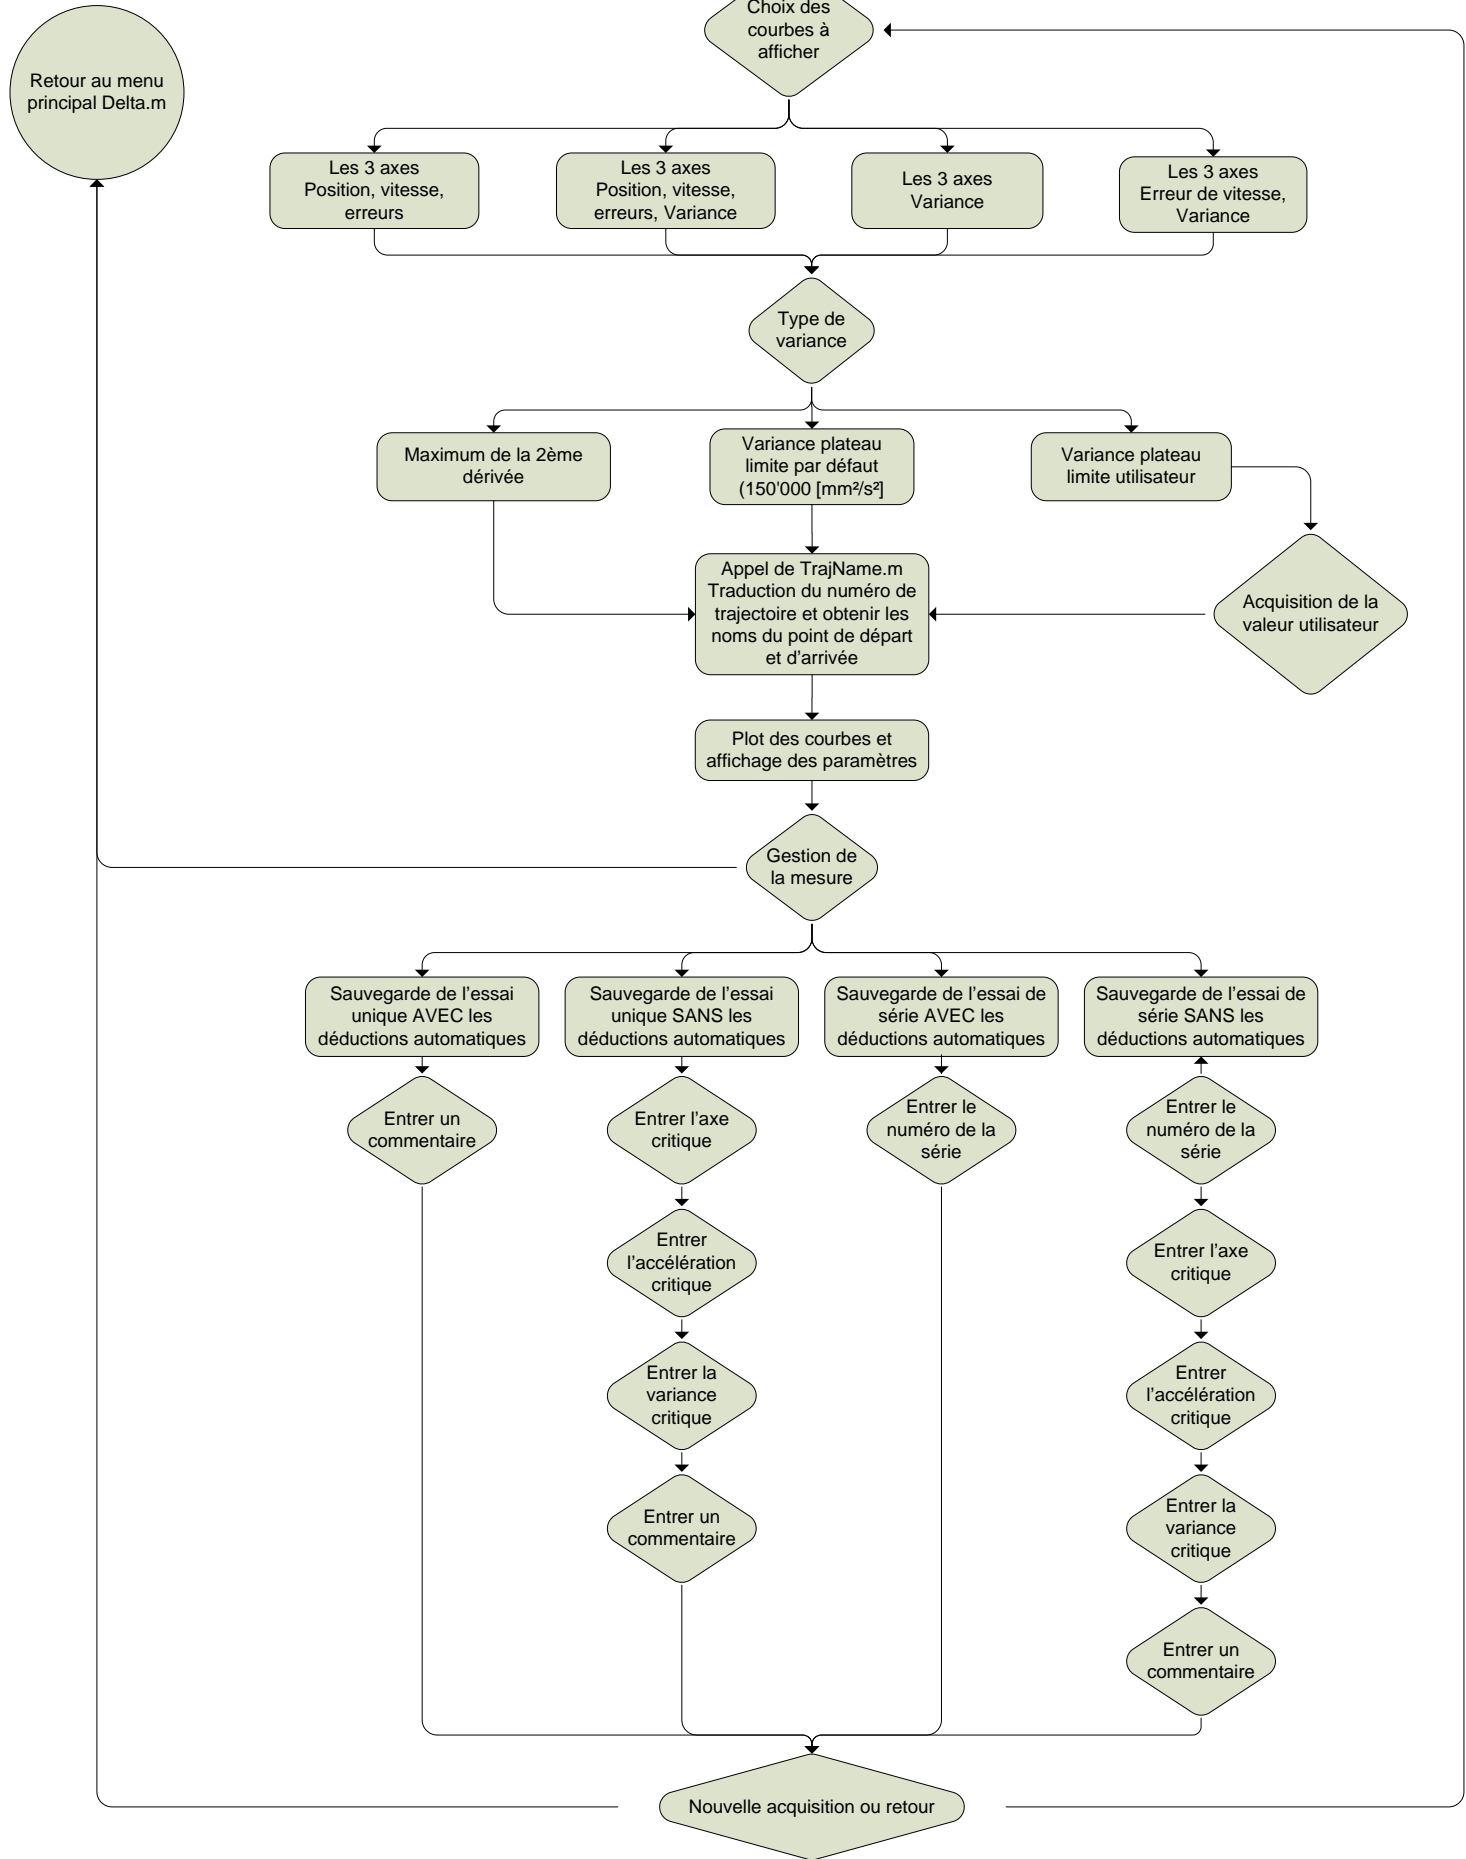 Choix des
courbes à
afficher
Retour au menu
principal Delta.m
Les 3 axes
Position, vitesse,
erreurs
Les 3 axes
Position, vitesse,
erreurs, Variance
Les 3 axes
Variance
Les 3 axes
Erreur de vitesse,
Variance
Type de
variance
Maximum de la 2ème
dérivée
Variance plateau
limite par défaut
(150'000 [mm²/s²]
Variance plateau
limite utilisateur
Appel de TrajName.m
Traduction du numéro de
trajectoire et obtenir les
noms du point de départ
et d’arrivée
Acquisition de la
valeur utilisateur
Plot des courbes et
affichage des paramètres
Gestion de
la mesure
Sauvegarde de l’essai
unique AVEC les
déductions automatiques
Sauvegarde de l’essai
unique SANS les
déductions automatiques
Sauvegarde de l’essai de
série AVEC les
déductions automatiques
Sauvegarde de l’essai de
série SANS les
déductions automatiques
Entrer un
commentaire
Entrer l’axe
critique
Entrer le
numéro de la
série
Entrer le
numéro de la
série
Entrer
l’accélération
critique
Entrer l’axe
critique
Entrer la
variance
critique
Entrer
l’accélération
critique
Entrer un
commentaire
Entrer la
variance
critique
Entrer un
commentaire
Nouvelle acquisition ou retour